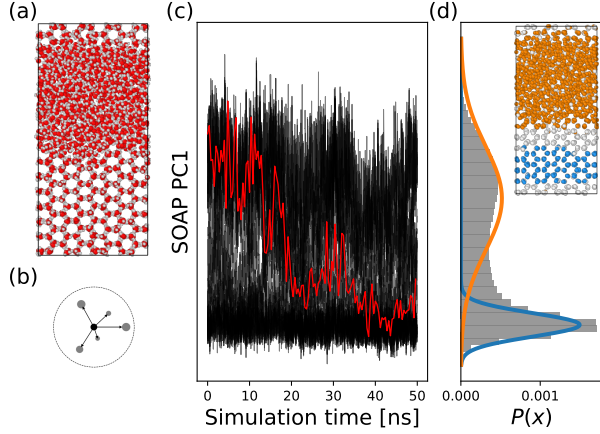 (a)
(b)
(c)
SOAP PC1
0 10 20 30 40 50
Simulation time [ns]
(d)
0.000 0.001
P(x)